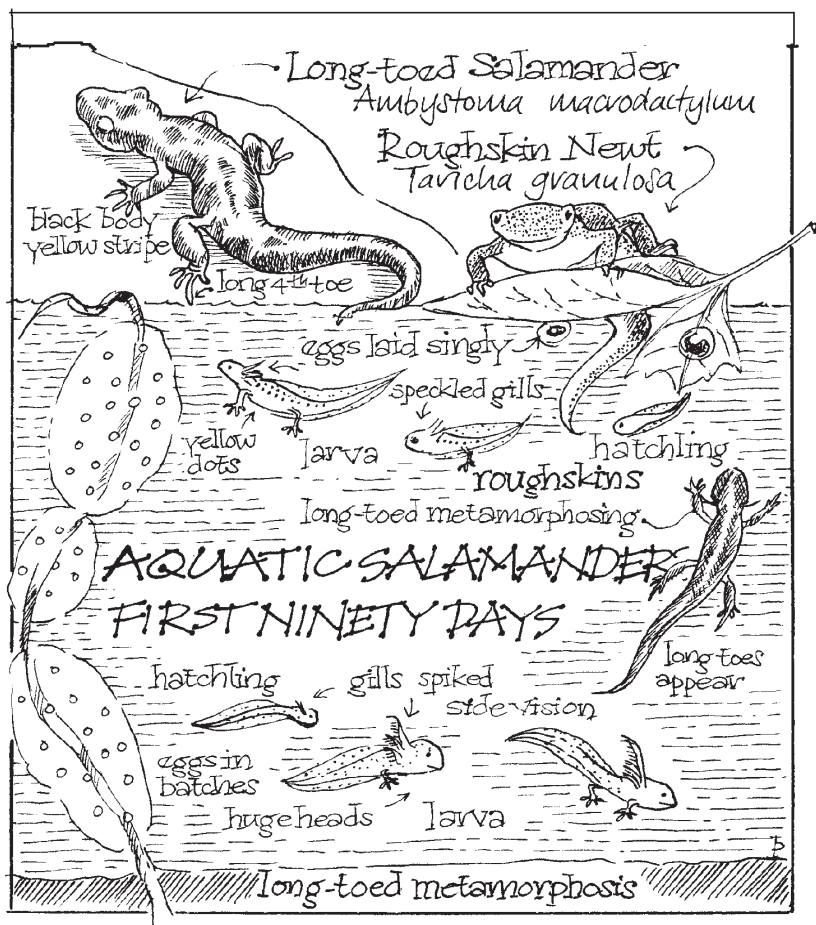 Long-toed Salamander
Ambystoma macrodactylum
Roughskin Newt
Taricha granulosa
black body
yellow stripe
long 4th toe
eggs laid singly
speckled gills
yellow
dots
larva
hatchling
roughskins
long-toed metamorphosing
AQUATIC SALAMANDER
FIRST NINETY DAYS
long toes
appear
hatchling
gills spiked
side vision
eggs in
batches
huge heads
larva
long-toed metamorphosis